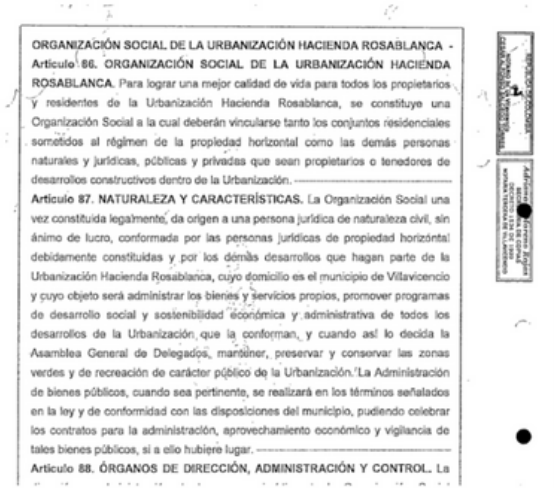 ORGANIZACIÓN SOCIAL DE LA URBANIZACIÓN HACIENDA ROSABLANCA -
Artículo 86. ORGANIZACIÓN SOCIAL DE LA URBANIZACIÓN HACIENDA
ROSABLANCA. Para lograr una mejor calidad de vida para todos los propietarios
y residentes de la Urbanización Hacienda Rosablanca, se constituye una
Organización Social a la cual deberán vincularse tanto los conjuntos residenciales
sometidos al régimen de la propiedad horizontal como las demás personas
naturales y jurídicas, públicas y privadas que sean propietarios o tenedores de
desarrollos constructivos dentro de la Urbanización.
Artículo 87. NATURALEZA Y CARACTERÍSTICAS. La Organización Social una
vez constituida legalmente, da origen a una persona jurídica de naturaleza civil, sin
ánimo de lucro, conformada por las personas jurídicas de propiedad horizontal
debidamente constituidas y por los demás desarrollos que hagan parte de la
Urbanización Hacienda Rosablanca, cuyo domicilio es el municipio de Villavicencio
y cuyo objeto será administrar los bienes y servicios propios, promover programas
de desarrollo social y sostenibilidad económica y administrativa de todos los
desarrollos de la Urbanización que la conforman, y cuando así lo decida la
Asamblea General de Delegados, mantener, preservar y conservar las zonas
verdes y de recreación de carácter público de la Urbanización. La Administración
de bienes públicos, cuando sea pertinente, se realizará en los términos señalados
en la ley y de conformidad con las disposiciones del municipio, pudiendo celebrar
los contratos para la administración, aprovechamiento económico y vigilancia de
tales bienes públicos, si a ello hubiere lugar.
Artículo 88. ÓRGANOS DE DIRECCIÓN, ADMINISTRACIÓN Y CONTROL. La
REPÚBLICA DE COLOMBIA